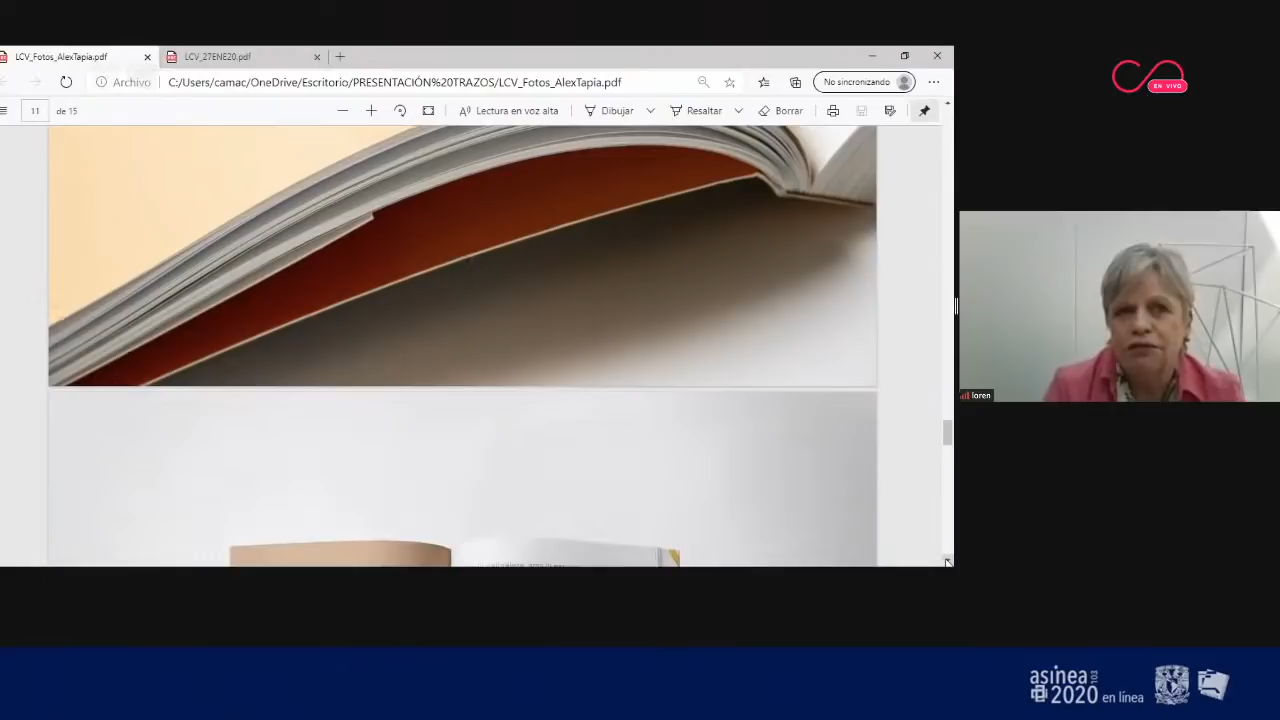 LCV_Fotos_AlexTapia.pdf
LCV_27ENE20.pdf
Archivo
C:/Users/camac/OneDrive/Escritorio/PRESENTACIÓN%20TRAZOS/LCV_Fotos_AlexTapia.pdf
No sincronizando
11 de 15
Lectura en voz alta
Dibujar
Resaltar
Borrar
EN VIVO
loren
asinea 103
2020 en línea